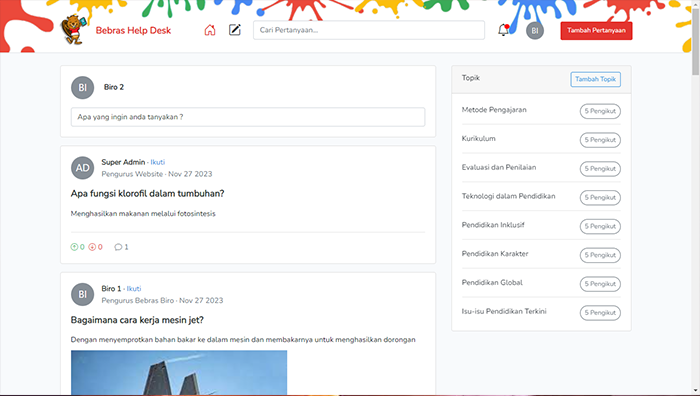 Bebras Help Desk
Cari Pertanyaan...
BI
Tambah Pertanyaan
BI
Biro 2
Apa yang ingin anda tanyakan ?
AD
Super Admin · Ikuti
Pengurus Website · Nov 27 2023
Apa fungsi klorofil dalam tumbuhan?
Menghasilkan makanan melalui fotosintesis
0 0 1
BI
Biro 1 · Ikuti
Pengurus Bebras Biro · Nov 27 2023
Bagaimana cara kerja mesin jet?
Dengan menyemprotkan bahan bakar ke dalam mesin dan membakarnya untuk menghasilkan dorongan
Topik
Tambah Topik
Metode Pengajaran 5 Pengikut
Kurikulum 5 Pengikut
Evaluasi dan Penilaian 5 Pengikut
Teknologi dalam Pendidikan 5 Pengikut
Pendidikan Inklusif 5 Pengikut
Pendidikan Karakter 5 Pengikut
Pendidikan Global 5 Pengikut
Isu-isu Pendidikan Terkini 5 Pengikut